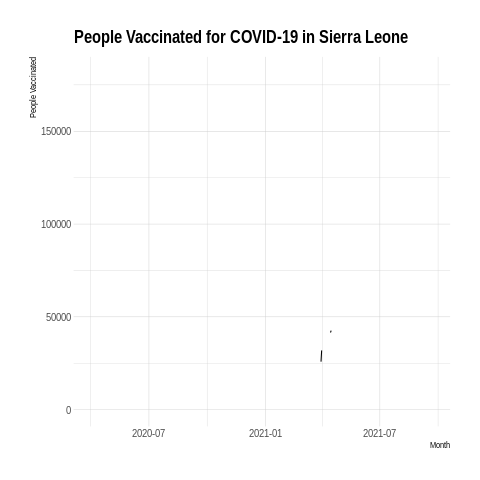 People Vaccinated for COVID-19 in Sierra Leone
People Vaccinated
150000
100000
50000
0
2020-07
2021-01
2021-07
Month